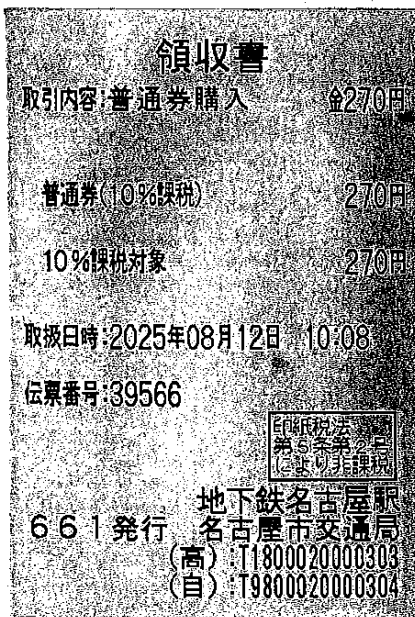 領収書
取引内容:普通券購入 金270円
普通券(10%課税) 270円
10%課税対象 270円
取扱日時:2025年08月12日 10:08
伝票番号:39566
印紙税法
第5条第2号
により非課税
地下鉄名古屋駅
661発行 名古屋市交通局
(高):T1800020000303
(自):T9800020000304